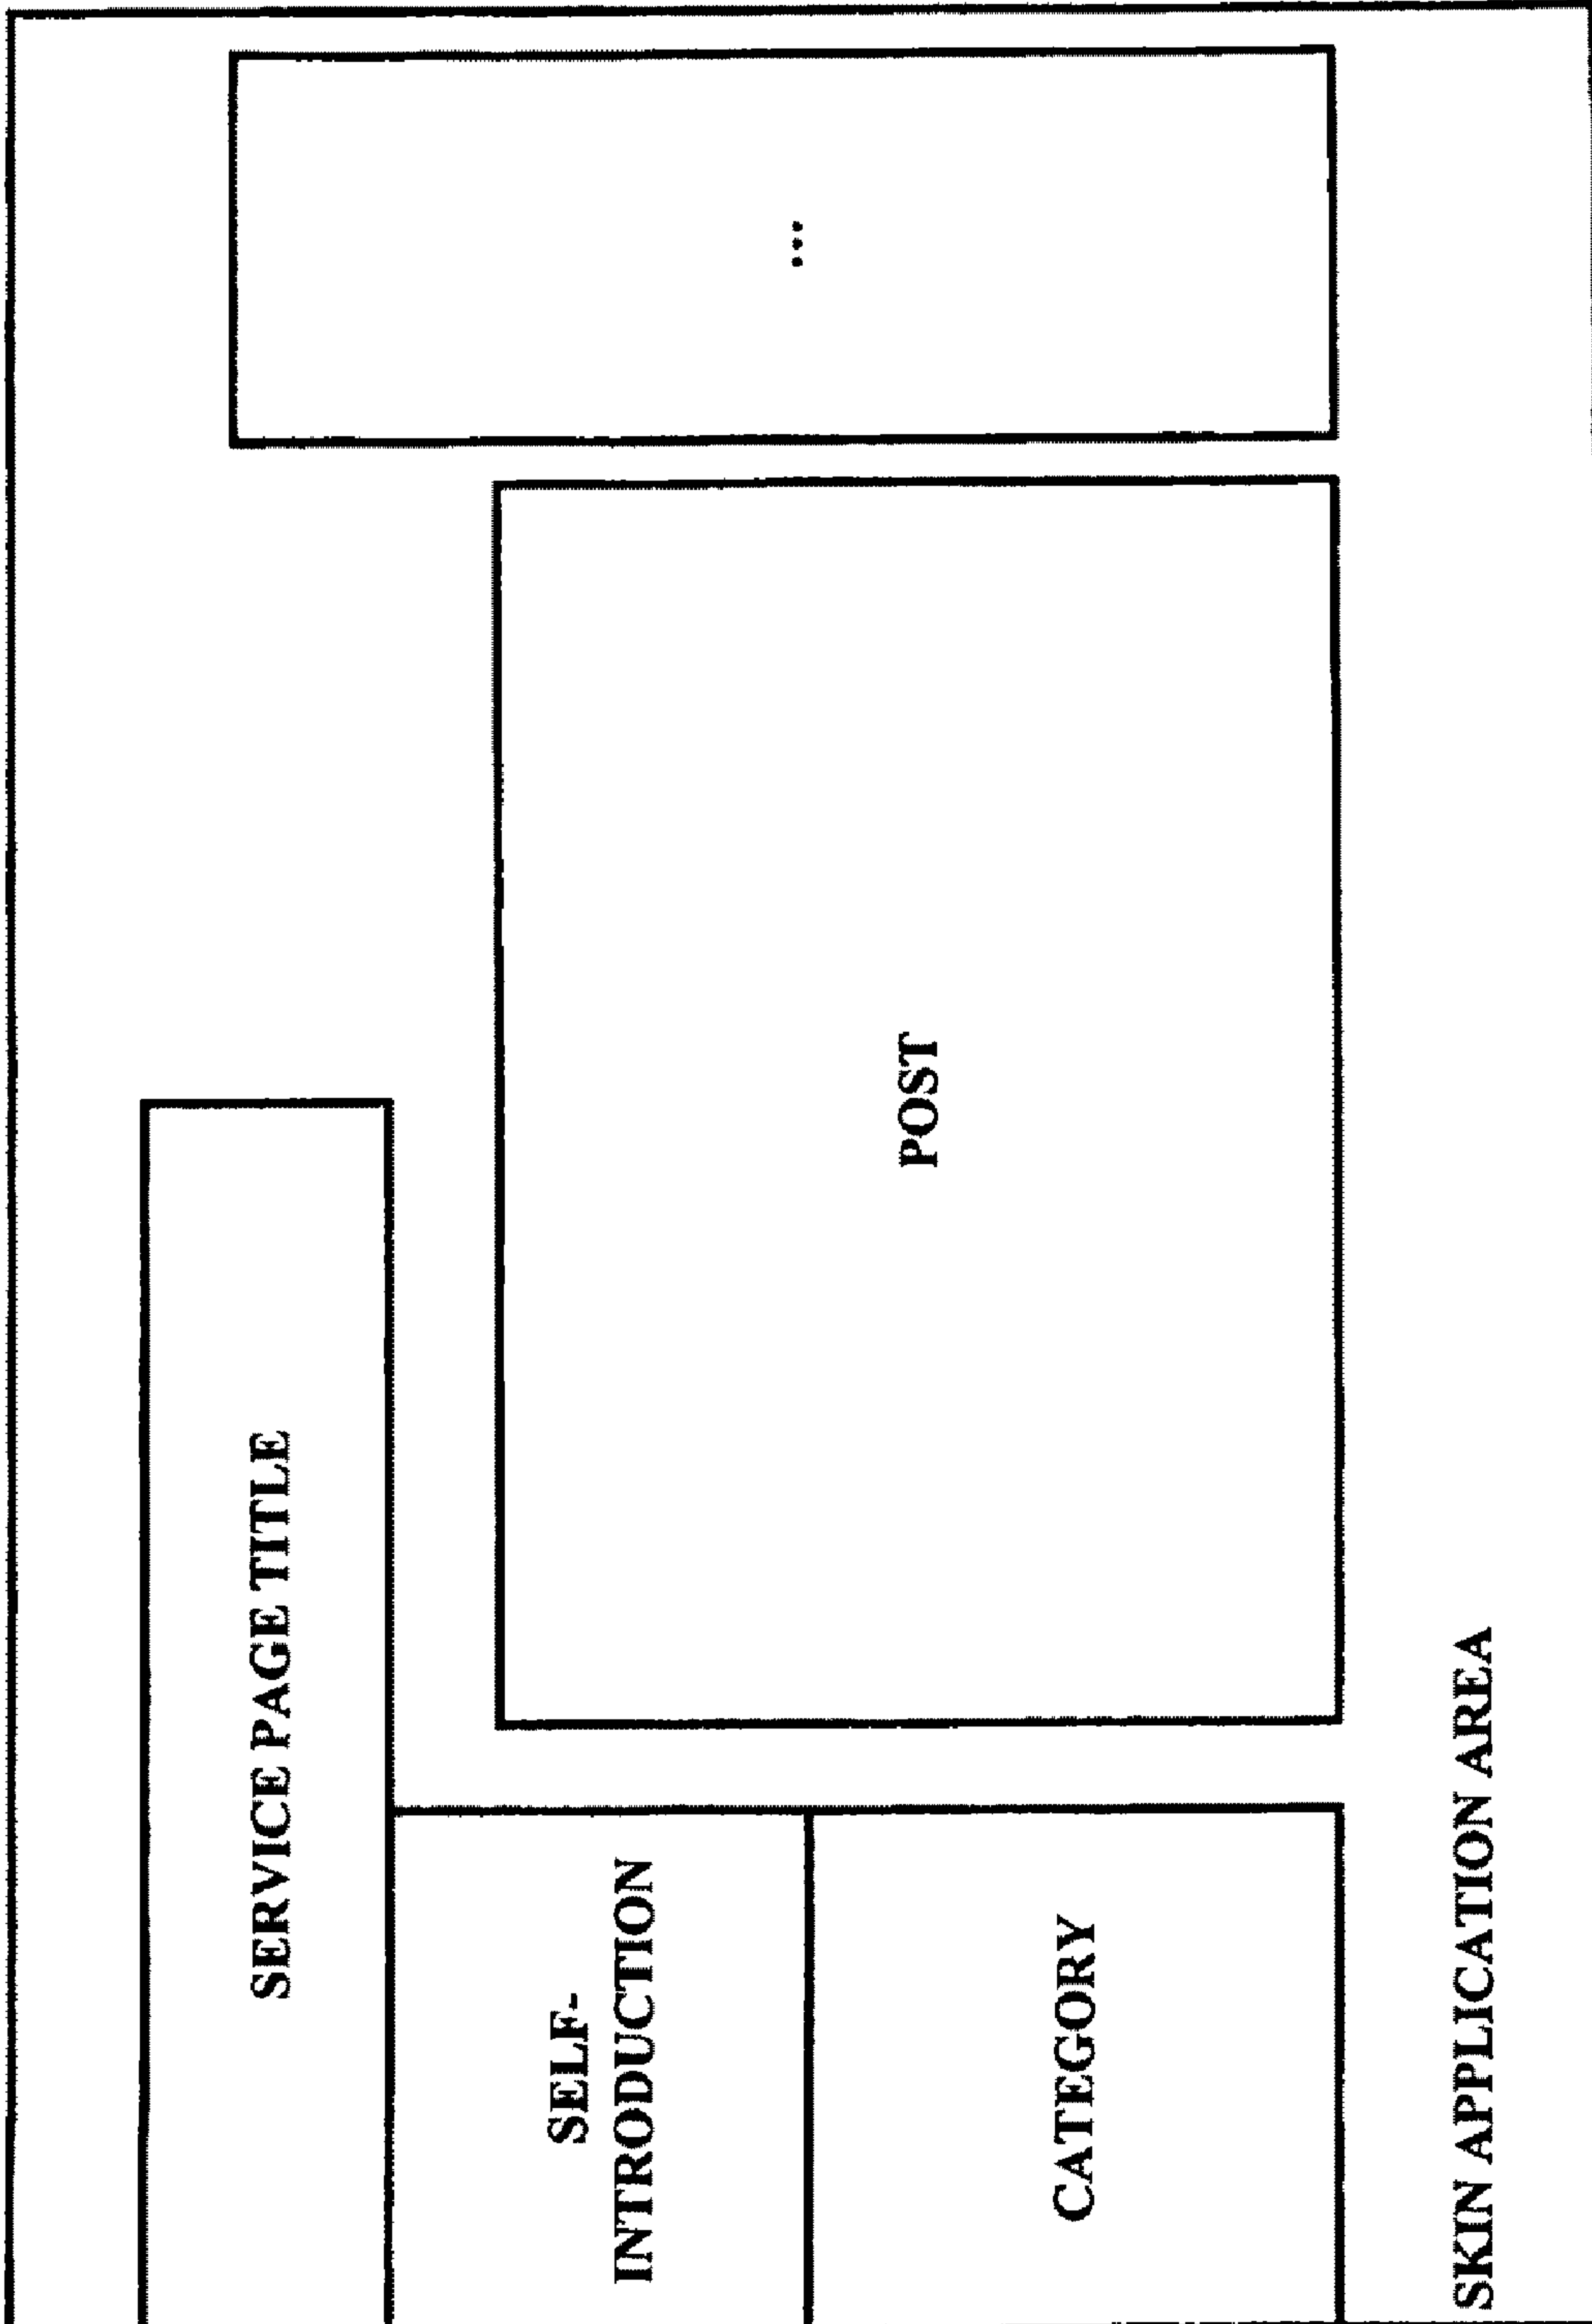 SERVICE PAGE TITLE
SELF-
INTRODUCTION
CATEGORY
POST
...
SKIN APPLICATION AREA